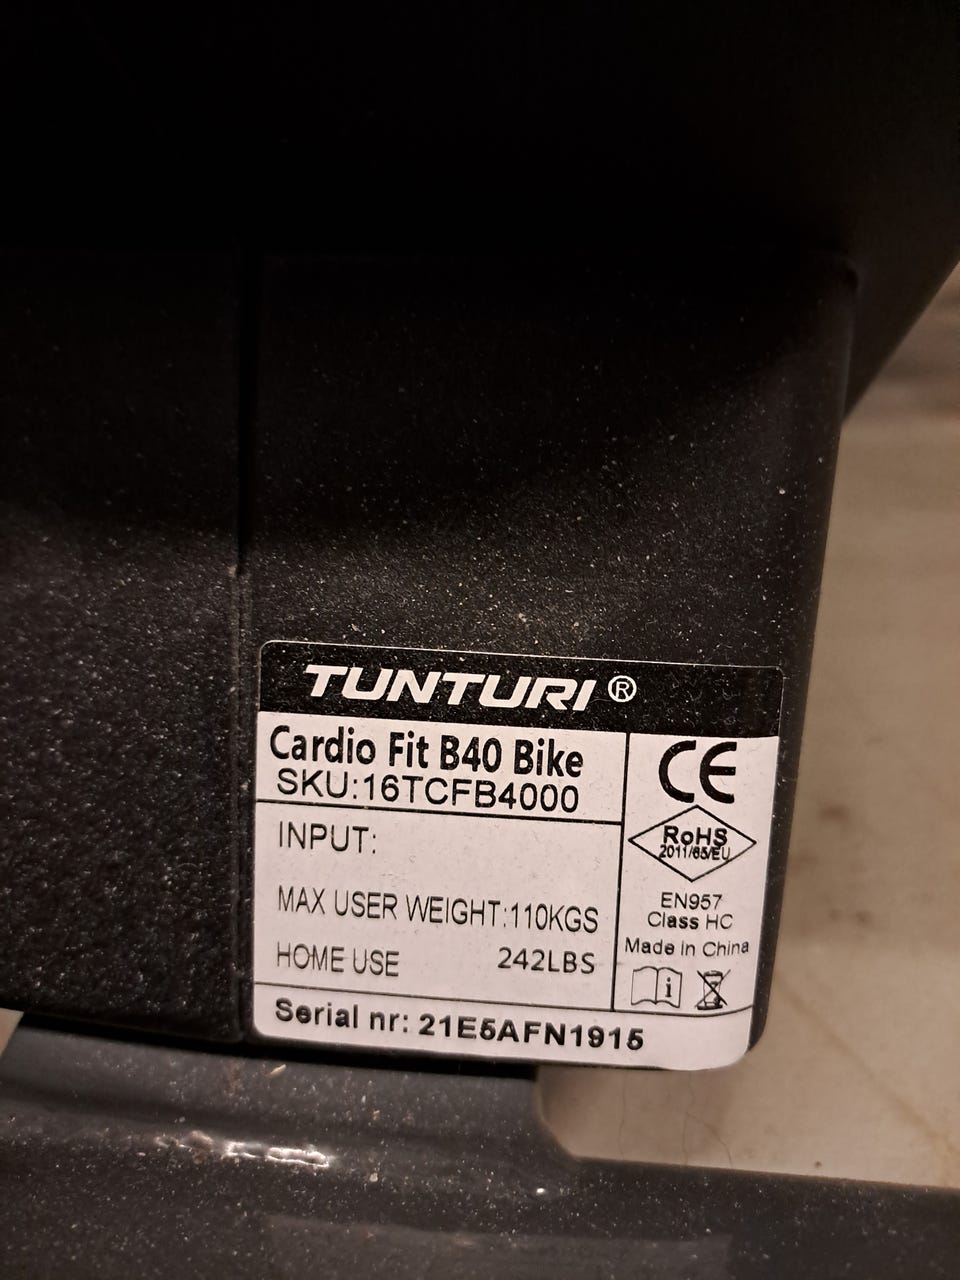 TUNTURI ®
Cardio Fit B40 Bike
SKU:16TCFB4000
INPUT:
MAX USER WEIGHT:110KGS
HOME USE 242LBS
CE
RoHS
2011/65/EU
EN957
Class HC
Made in China
i
Serial nr: 21E5AFN1915